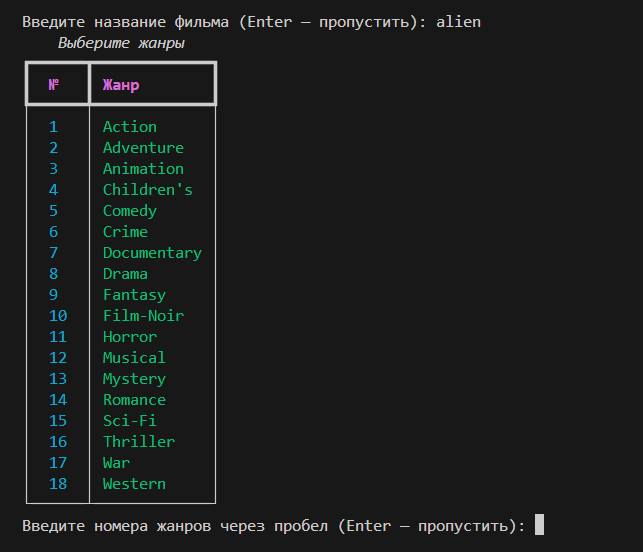 Введите название фильма (Enter — пропустить): alien
Выберите жанры
№ Жанр
1 Action
2 Adventure
3 Animation
4 Children's
5 Comedy
6 Crime
7 Documentary
8 Drama
9 Fantasy
10 Film-Noir
11 Horror
12 Musical
13 Mystery
14 Romance
15 Sci-Fi
16 Thriller
17 War
18 Western
Введите номера жанров через пробел (Enter — пропустить):